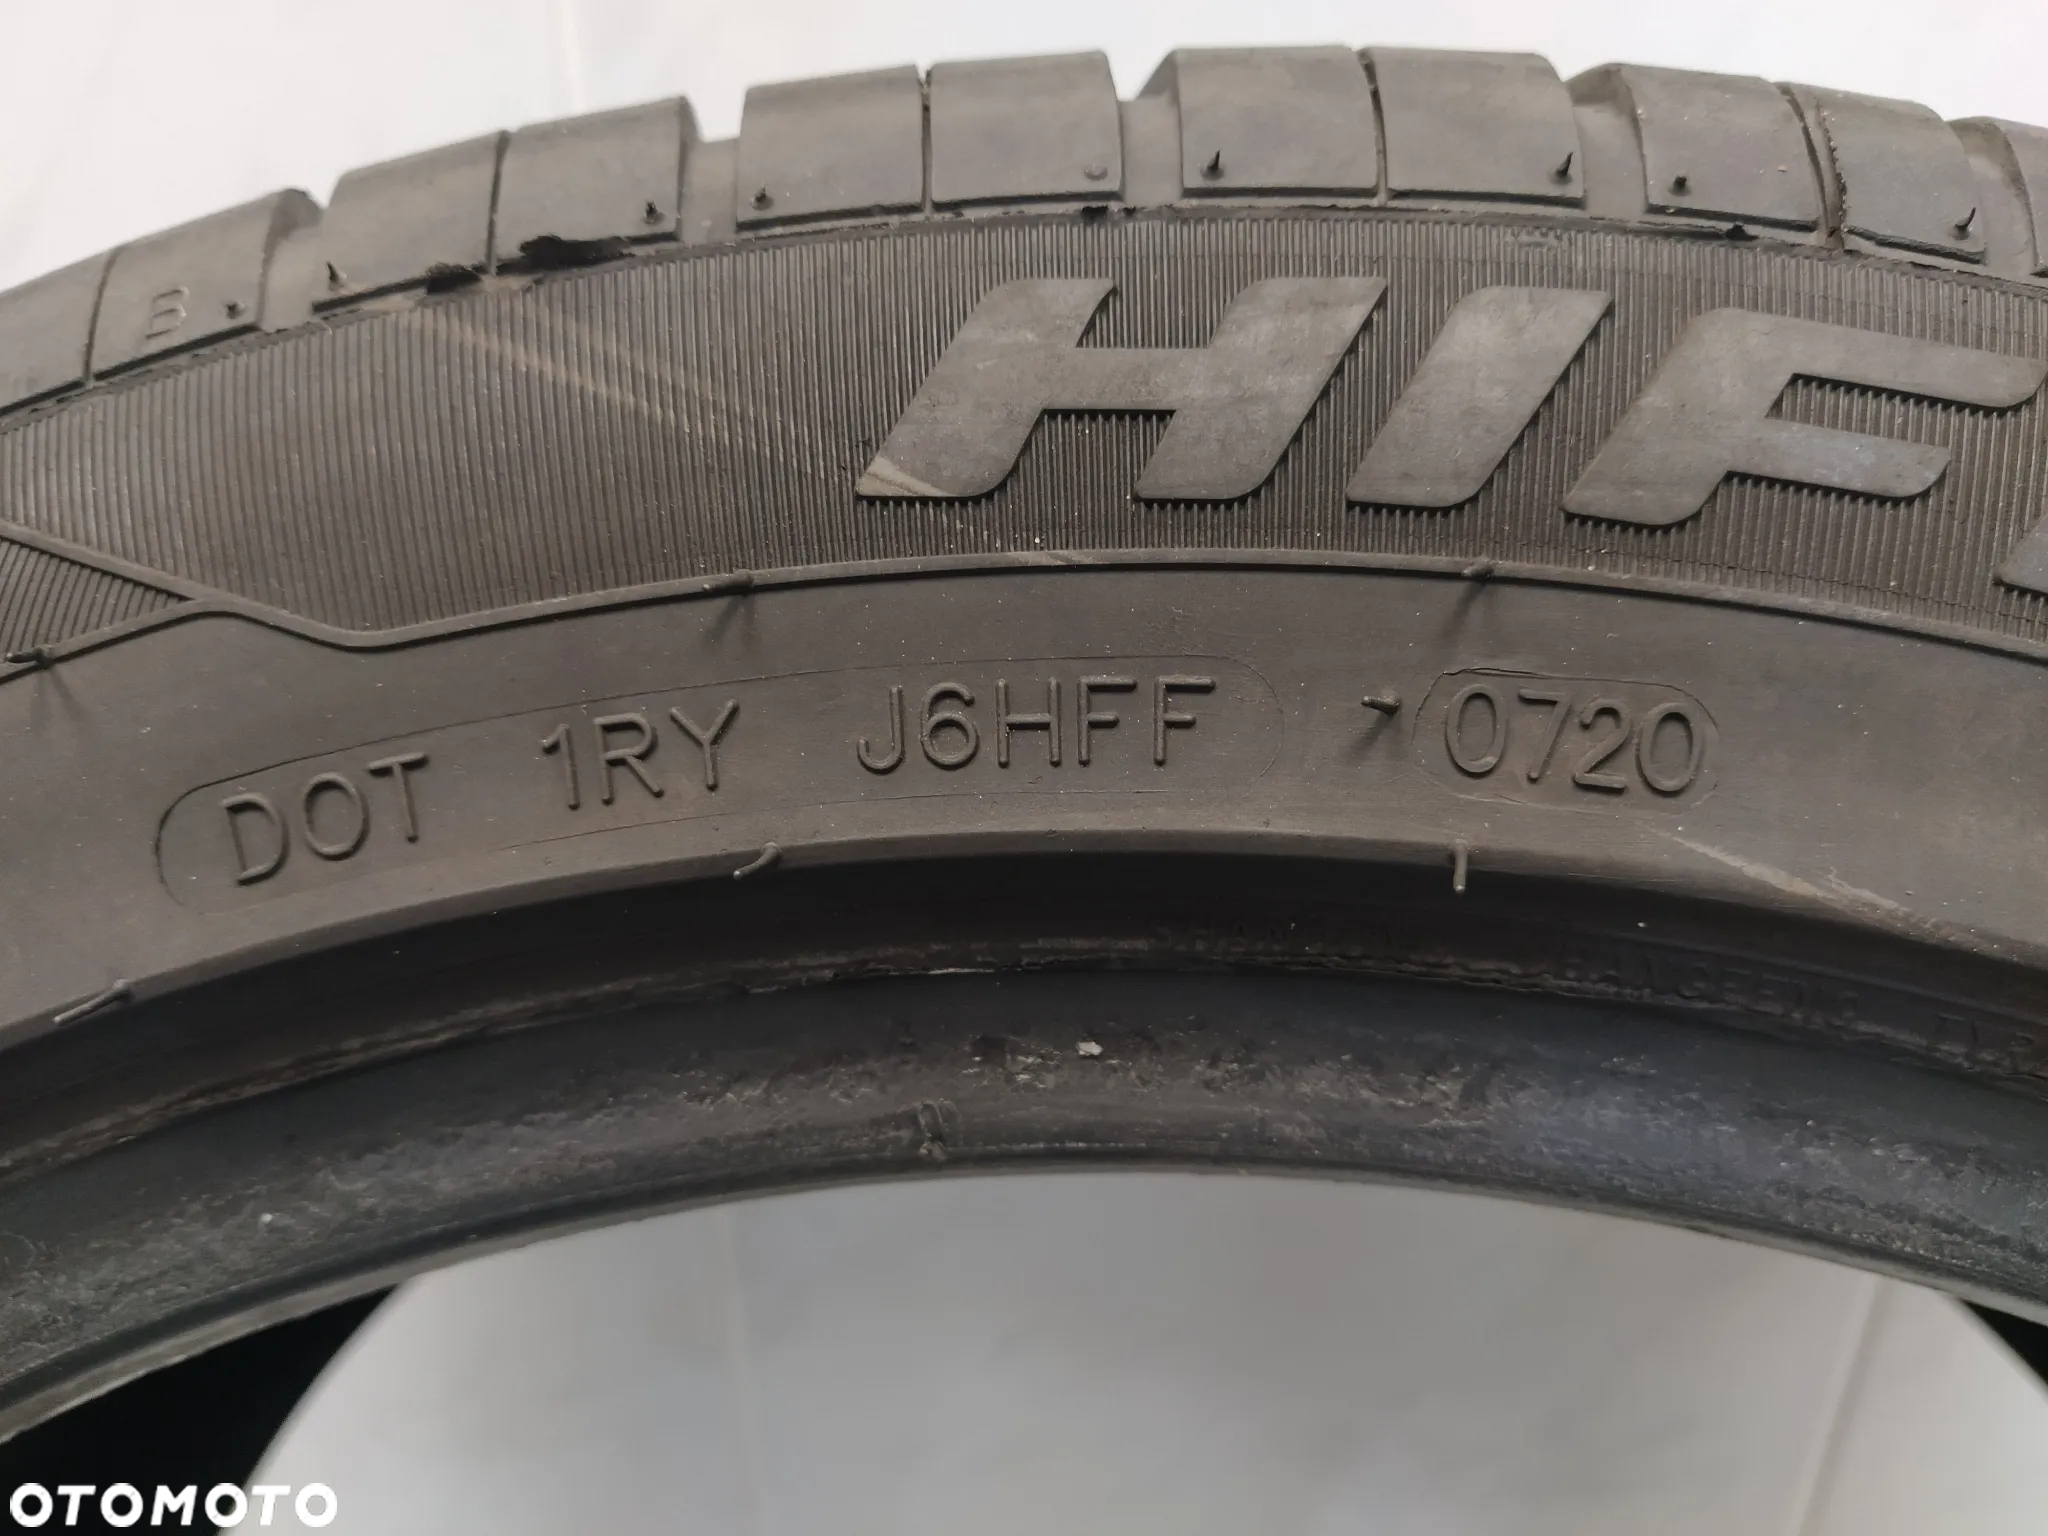 B
HIF
DOT 1RY J6HFF 0720
OTOMOTO